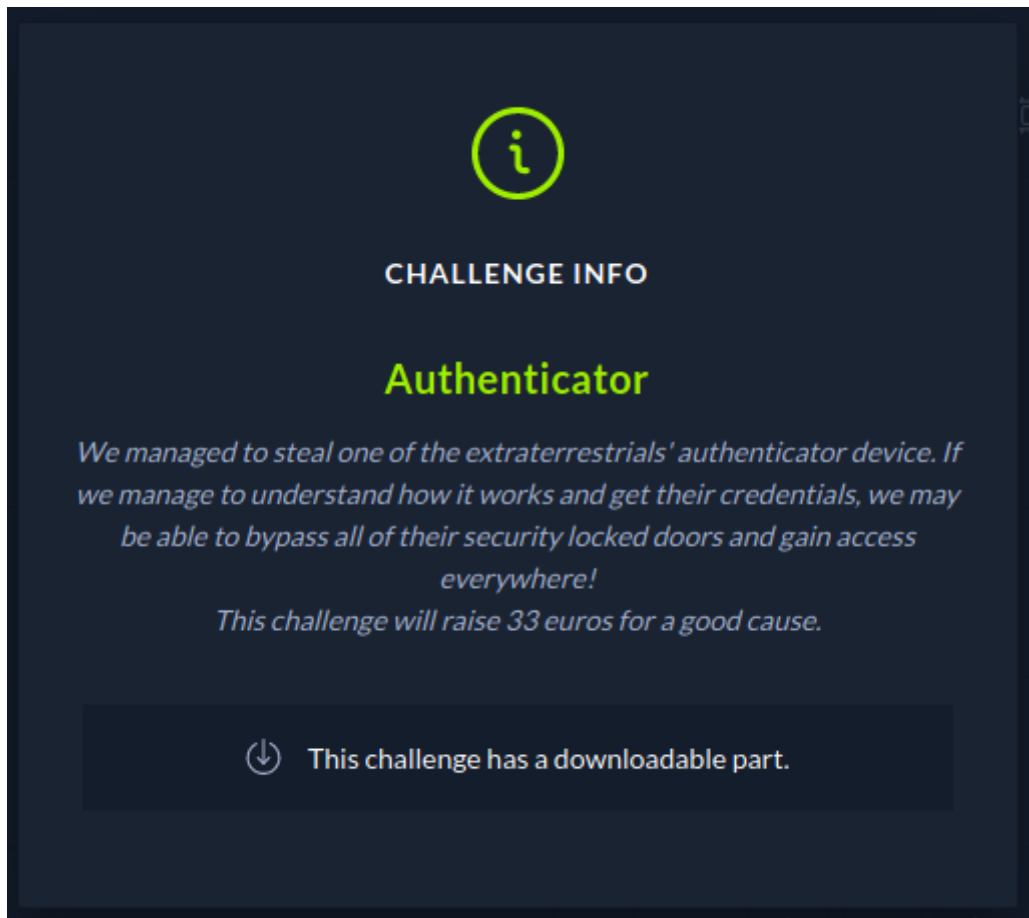 CHALLENGE INFO
Authenticator
We managed to steal one of the extraterrestrials' authenticator device. If
we manage to understand how it works and get their credentials, we may
be able to bypass all of their security locked doors and gain access
everywhere!
This challenge will raise 33 euros for a good cause.
This challenge has a downloadable part.